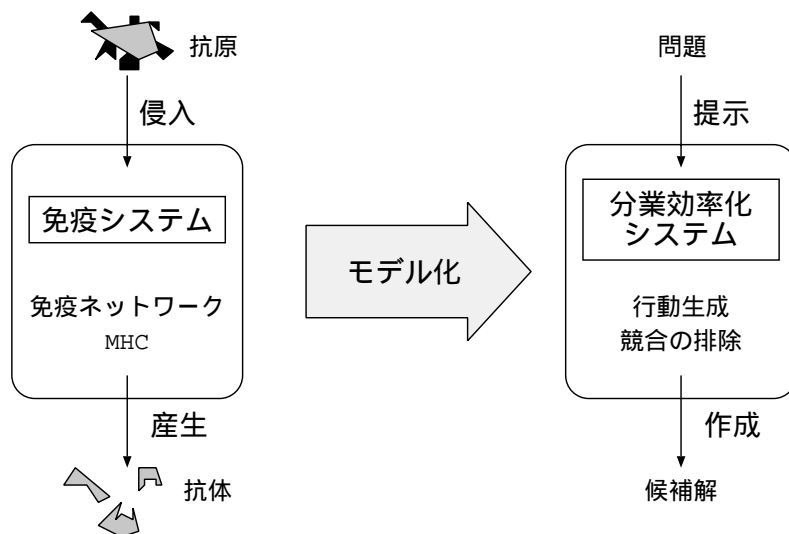 抗原
侵入
免疫システム
免疫ネットワーク
MHC
産生
抗体
モデル化
問題
提示
分業効率化
システム
行動生成
競合の排除
作成
候補解